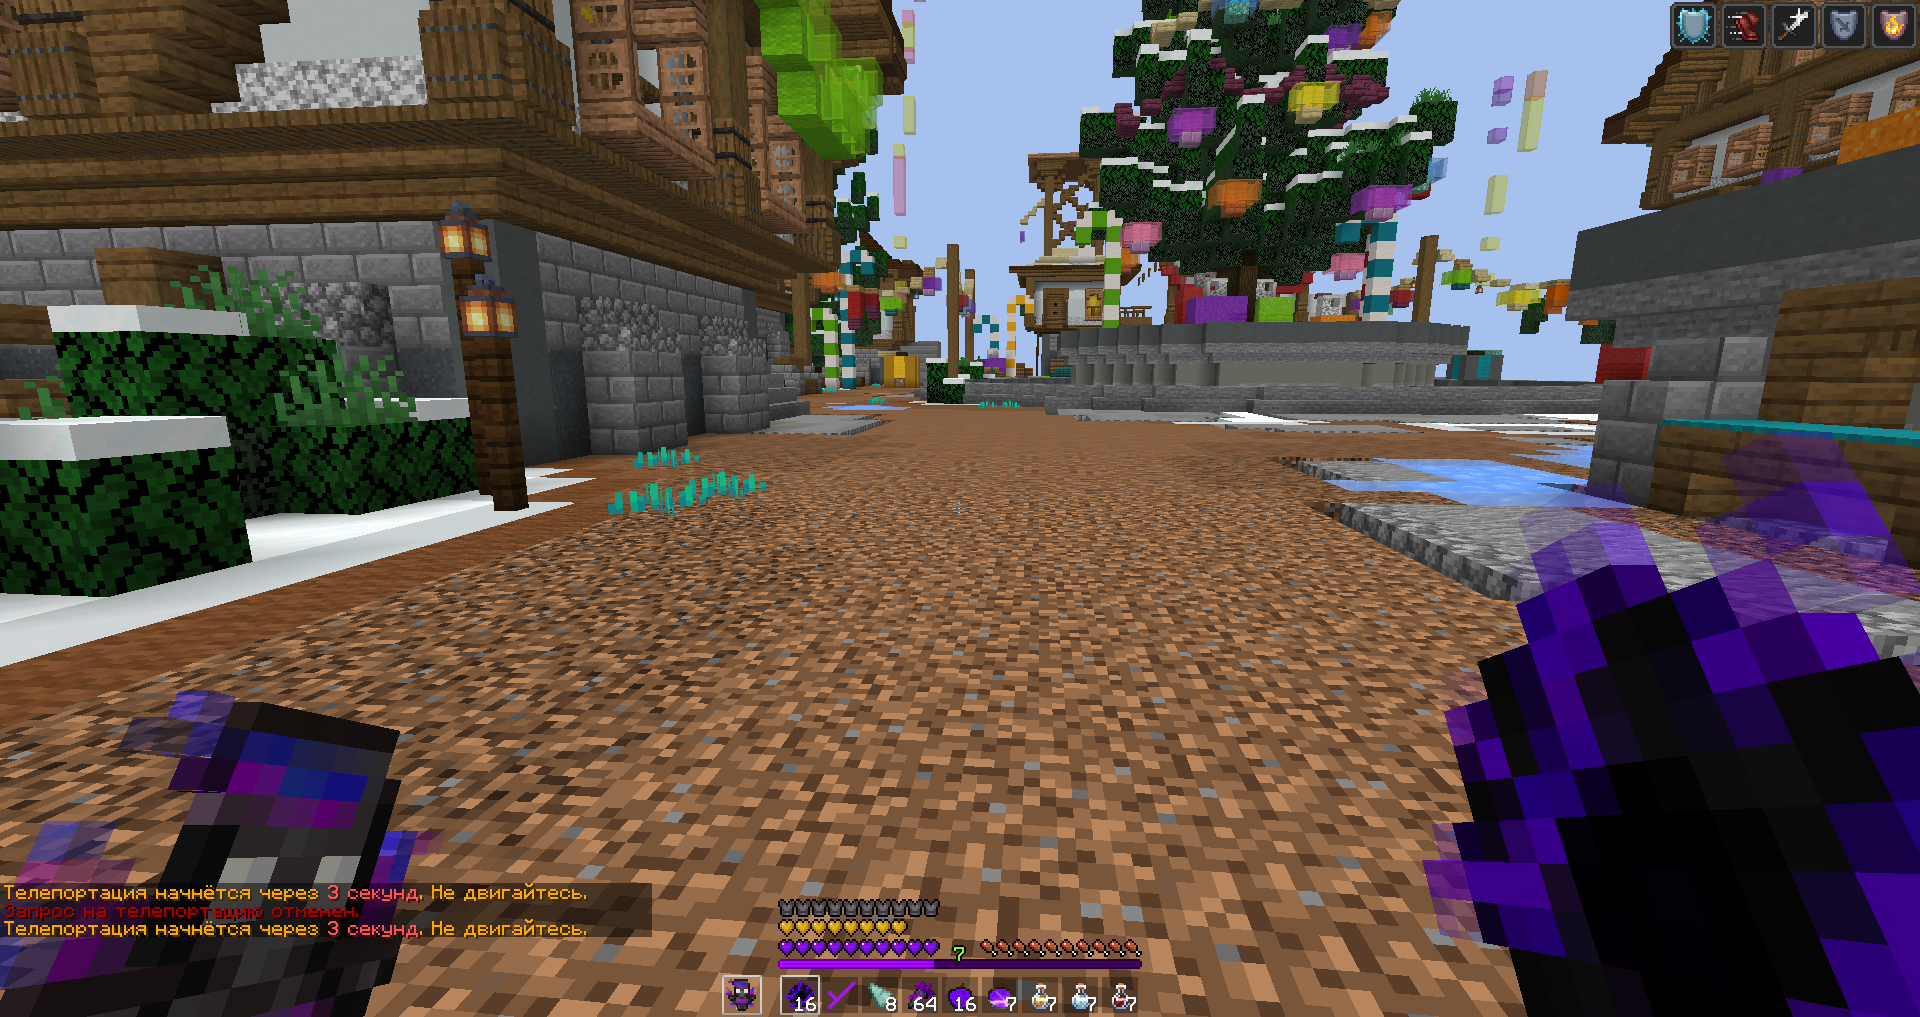 Телепортация начнётся через 3 секунд. Не двигайтесь.
Запрос на телепортацию отменен.
Телепортация начнётся через 3 секунд. Не двигайтесь.
7
16 8 64 16 7 7 7 7